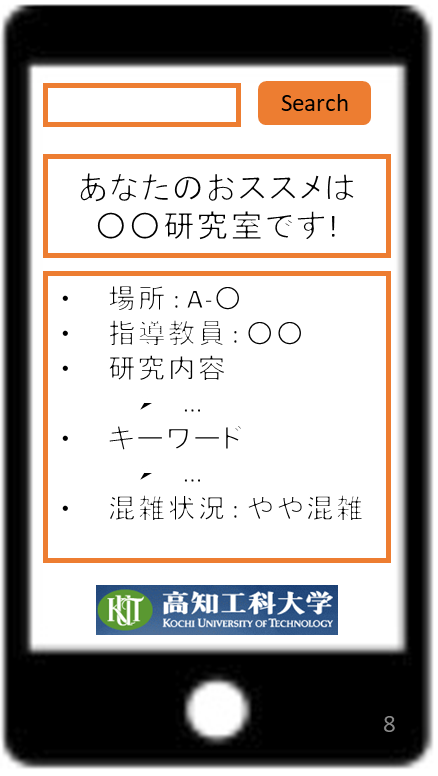 Search
あなたのおススメは
〇〇研究室です!
• 場所 : A-〇
• 指導教員 : 〇〇
• 研究内容
...
• キーワード
...
• 混雑状況 : やや混雑
KUT 高知工科大学
KOCHI UNIVERSITY OF TECHNOLOGY
8